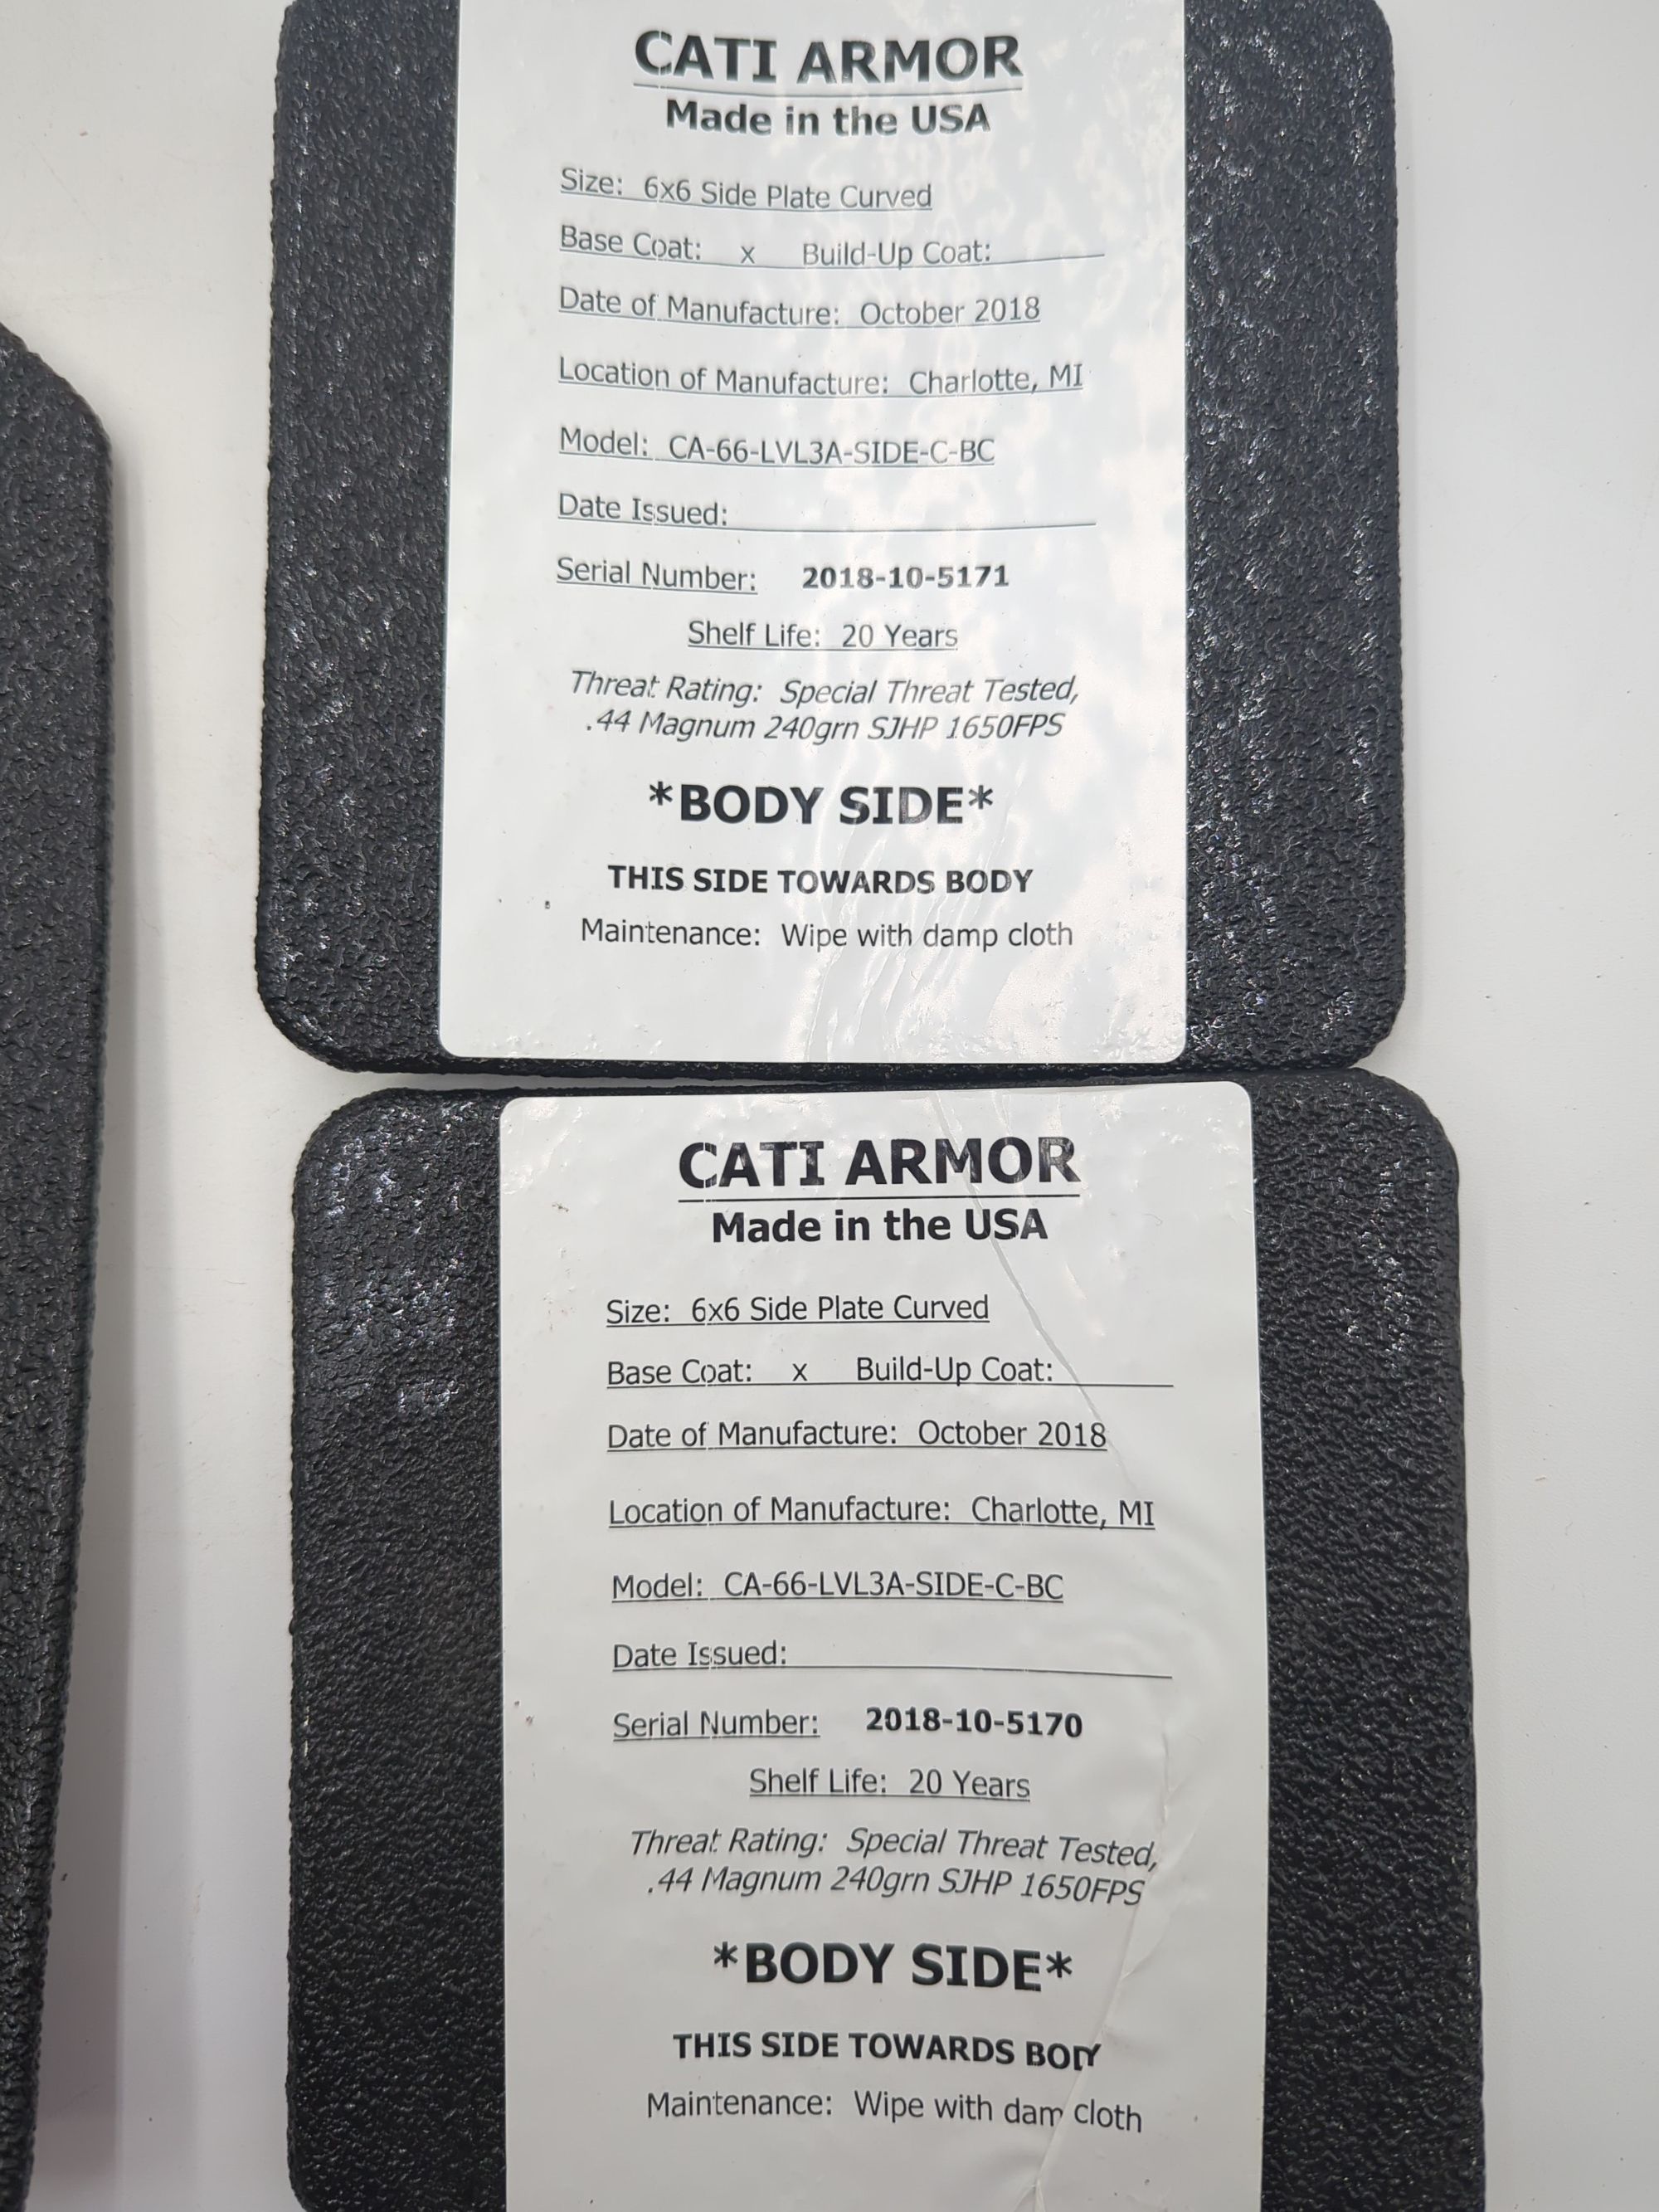 CATI ARMOR
Made in the USA
Size: 6x6 Side Plate Curved
Base Coat: x Build-Up Coat:
Date of Manufacture: October 2018
Location of Manufacture: Charlotte, MI
Model: CA-66-LVL3A-SIDE-C-BC
Date Issued:
Serial Number: 2018-10-5171
Shelf Life: 20 Years
Threat Rating: Special Threat Tested,
.44 Magnum 240grn SJHP 1650FPS
*BODY SIDE*
THIS SIDE TOWARDS BODY
Maintenance: Wipe with damp cloth
CATI ARMOR
Made in the USA
Size: 6x6 Side Plate Curved
Base Coat: x Build-Up Coat:
Date of Manufacture: October 2018
Location of Manufacture: Charlotte, MI
Model: CA-66-LVL3A-SIDE-C-BC
Date Issued:
Serial Number: 2018-10-5170
Shelf Life: 20 Years
Threat Rating: Special Threat Tested,
.44 Magnum 240grn SJHP 1650FPS
*BODY SIDE*
THIS SIDE TOWARDS BODY
Maintenance: Wipe with damp cloth